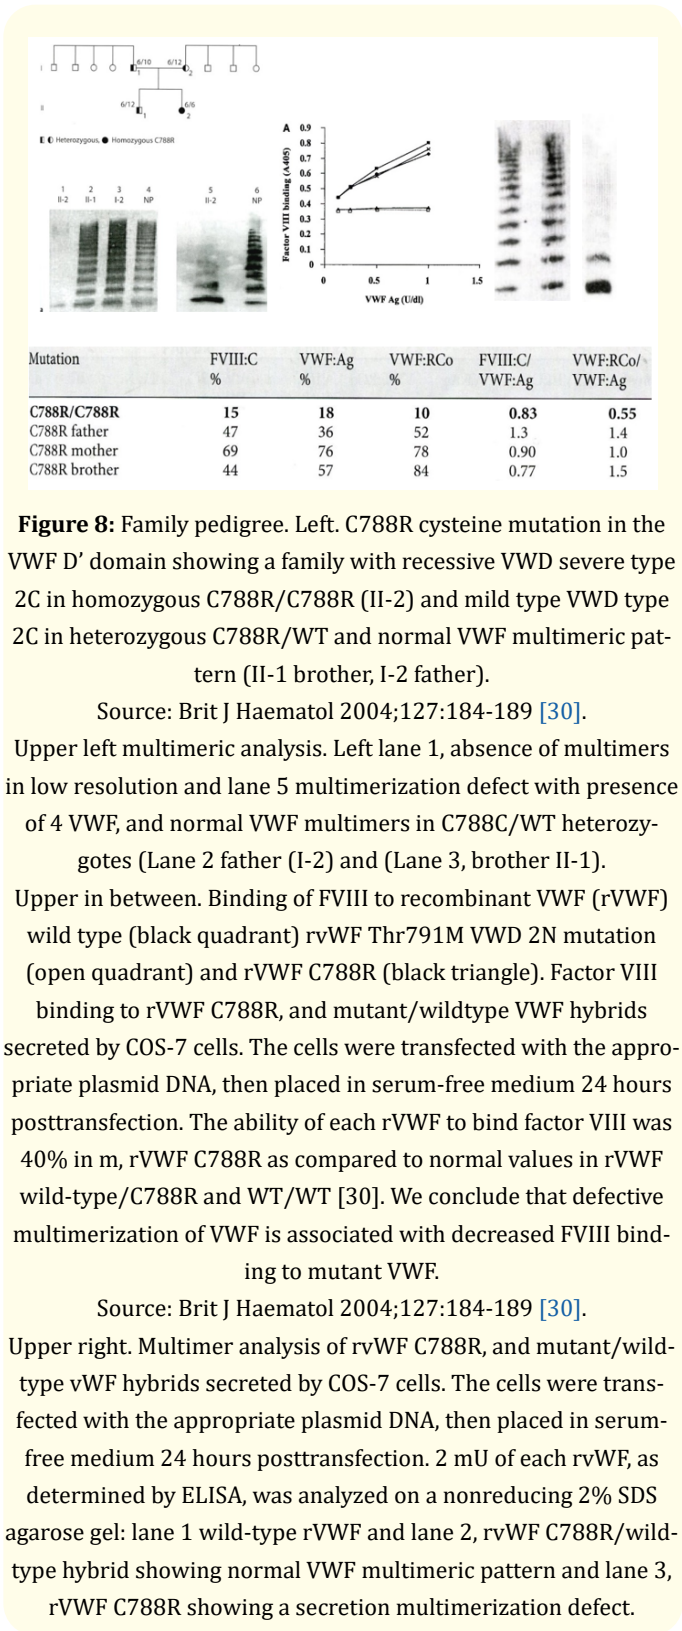 I
6/10
1
6/12
2
II
6/12
1
6/6
2
Heterozygous, Homozygous C788R
1 2 3 4
II-2 II-1 I-2 NP
5 6
II-2 NP
A
Factor VIII binding (A405)
0.9
0.8
0.7
0.6
0.5
0.4
0.3
0.2
0.1
0
0 0.5 1 1.5
VWF Ag (U/dl)
Mutation FVIII:C VWF:Ag VWF:RCo FVIII:C/ VWF:RCo/
% % % VWF:Ag VWF:Ag
C788R/C788R 15 18 10 0.83 0.55
C788R father 47 36 52 1.3 1.4
C788R mother 69 76 78 0.90 1.0
C788R brother 44 57 84 0.77 1.5
Figure 8: Family pedigree. Left. C788R cysteine mutation in the
VWF D’ domain showing a family with recessive VWD severe type
2C in homozygous C788R/C788R (II-2) and mild type VWD type
2C in heterozygous C788R/WT and normal VWF multimeric pat-
tern (II-1 brother, I-2 father).
Source: Brit J Haematol 2004;127:184-189 [30].
Upper left multimeric analysis. Left lane 1, absence of multimers
in low resolution and lane 5 multimerization defect with presence
of 4 VWF, and normal VWF multimers in C788C/WT heterozy-
gotes (Lane 2 father (I-2) and (Lane 3, brother II-1).
Upper in between. Binding of FVIII to recombinant VWF (rVWF)
wild type (black quadrant) rvWF Thr791M VWD 2N mutation
(open quadrant) and rVWF C788R (black triangle). Factor VIII
binding to rVWF C788R, and mutant/wildtype VWF hybrids
secreted by COS-7 cells. The cells were transfected with the appro-
priate plasmid DNA, then placed in serum-free medium 24 hours
posttransfection. The ability of each rVWF to bind factor VIII was
40% in m, rVWF C788R as compared to normal values in rVWF
wild-type/C788R and WT/WT [30]. We conclude that defective
multimerization of VWF is associated with decreased FVIII bind-
ing to mutant VWF.
Source: Brit J Haematol 2004;127:184-189 [30].
Upper right. Multimer analysis of rvWF C788R, and mutant/wild-
type vWF hybrids secreted by COS-7 cells. The cells were trans-
fected with the appropriate plasmid DNA, then placed in serum-
free medium 24 hours posttransfection. 2 mU of each rvWF, as
determined by ELISA, was analyzed on a nonreducing 2% SDS
agarose gel: lane 1 wild-type rVWF and lane 2, rvWF C788R/wild-
type hybrid showing normal VWF multimeric pattern and lane 3,
rVWF C788R showing a secretion multimerization defect.